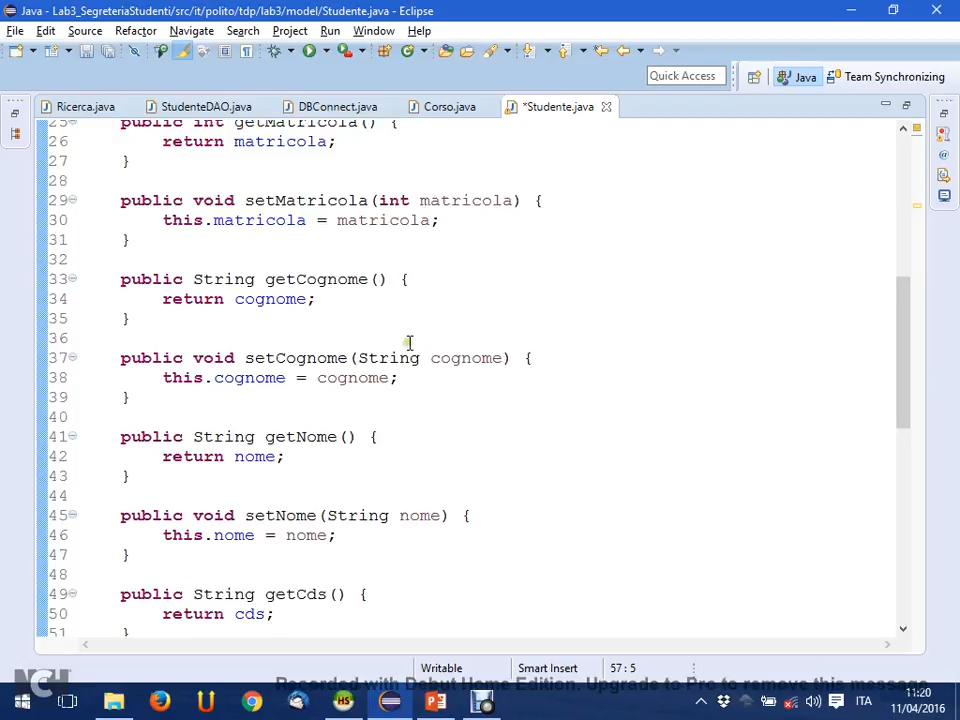 Java - Lab3_SegreteriaStudenti/src/it/polito/tdp/lab3/model/Studente.java - Eclipse
File Edit Source Refactor Navigate Search Project Run Window Help
Quick Access
Java
Team Synchronizing
Ricerca.java
StudenteDAO.java
DBConnect.java
Corso.java
*Studente.java
25 public int getMatricola() {
26 return matricola;
27 }
28
29 public void setMatricola(int matricola) {
30 this.matricola = matricola;
31 }
32
33 public String getCognome() {
34 return cognome;
35 }
36
37 public void setCognome(String cognome) {
38 this.cognome = cognome;
39 }
40
41 public String getNome() {
42 return nome;
43 }
44
45 public void setNome(String nome) {
46 this.nome = nome;
47 }
48
49 public String getCds() {
50 return cds;
51 }
Writable
Smart Insert
57 : 5
NCH
Recorded with Debut Home Edition. Upgrade to Pro to remove this message
ITA
11:20
11/04/2016